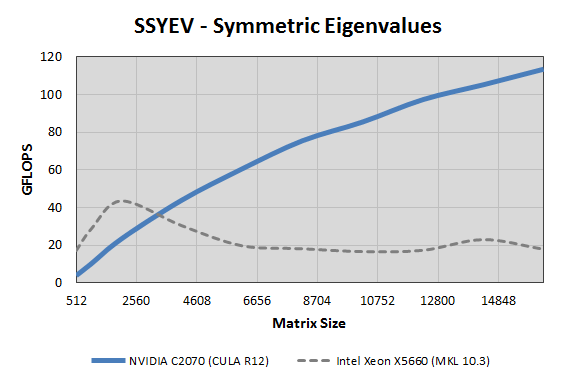 SSYEV - Symmetric Eigenvalues
120
100
80
60
40
20
0
GFLOPS
512 2560 4608 6656 8704 10752 12800 14848
Matrix Size
NVIDIA C2070 (CULA R12) Intel Xeon X5660 (MKL 10.3)